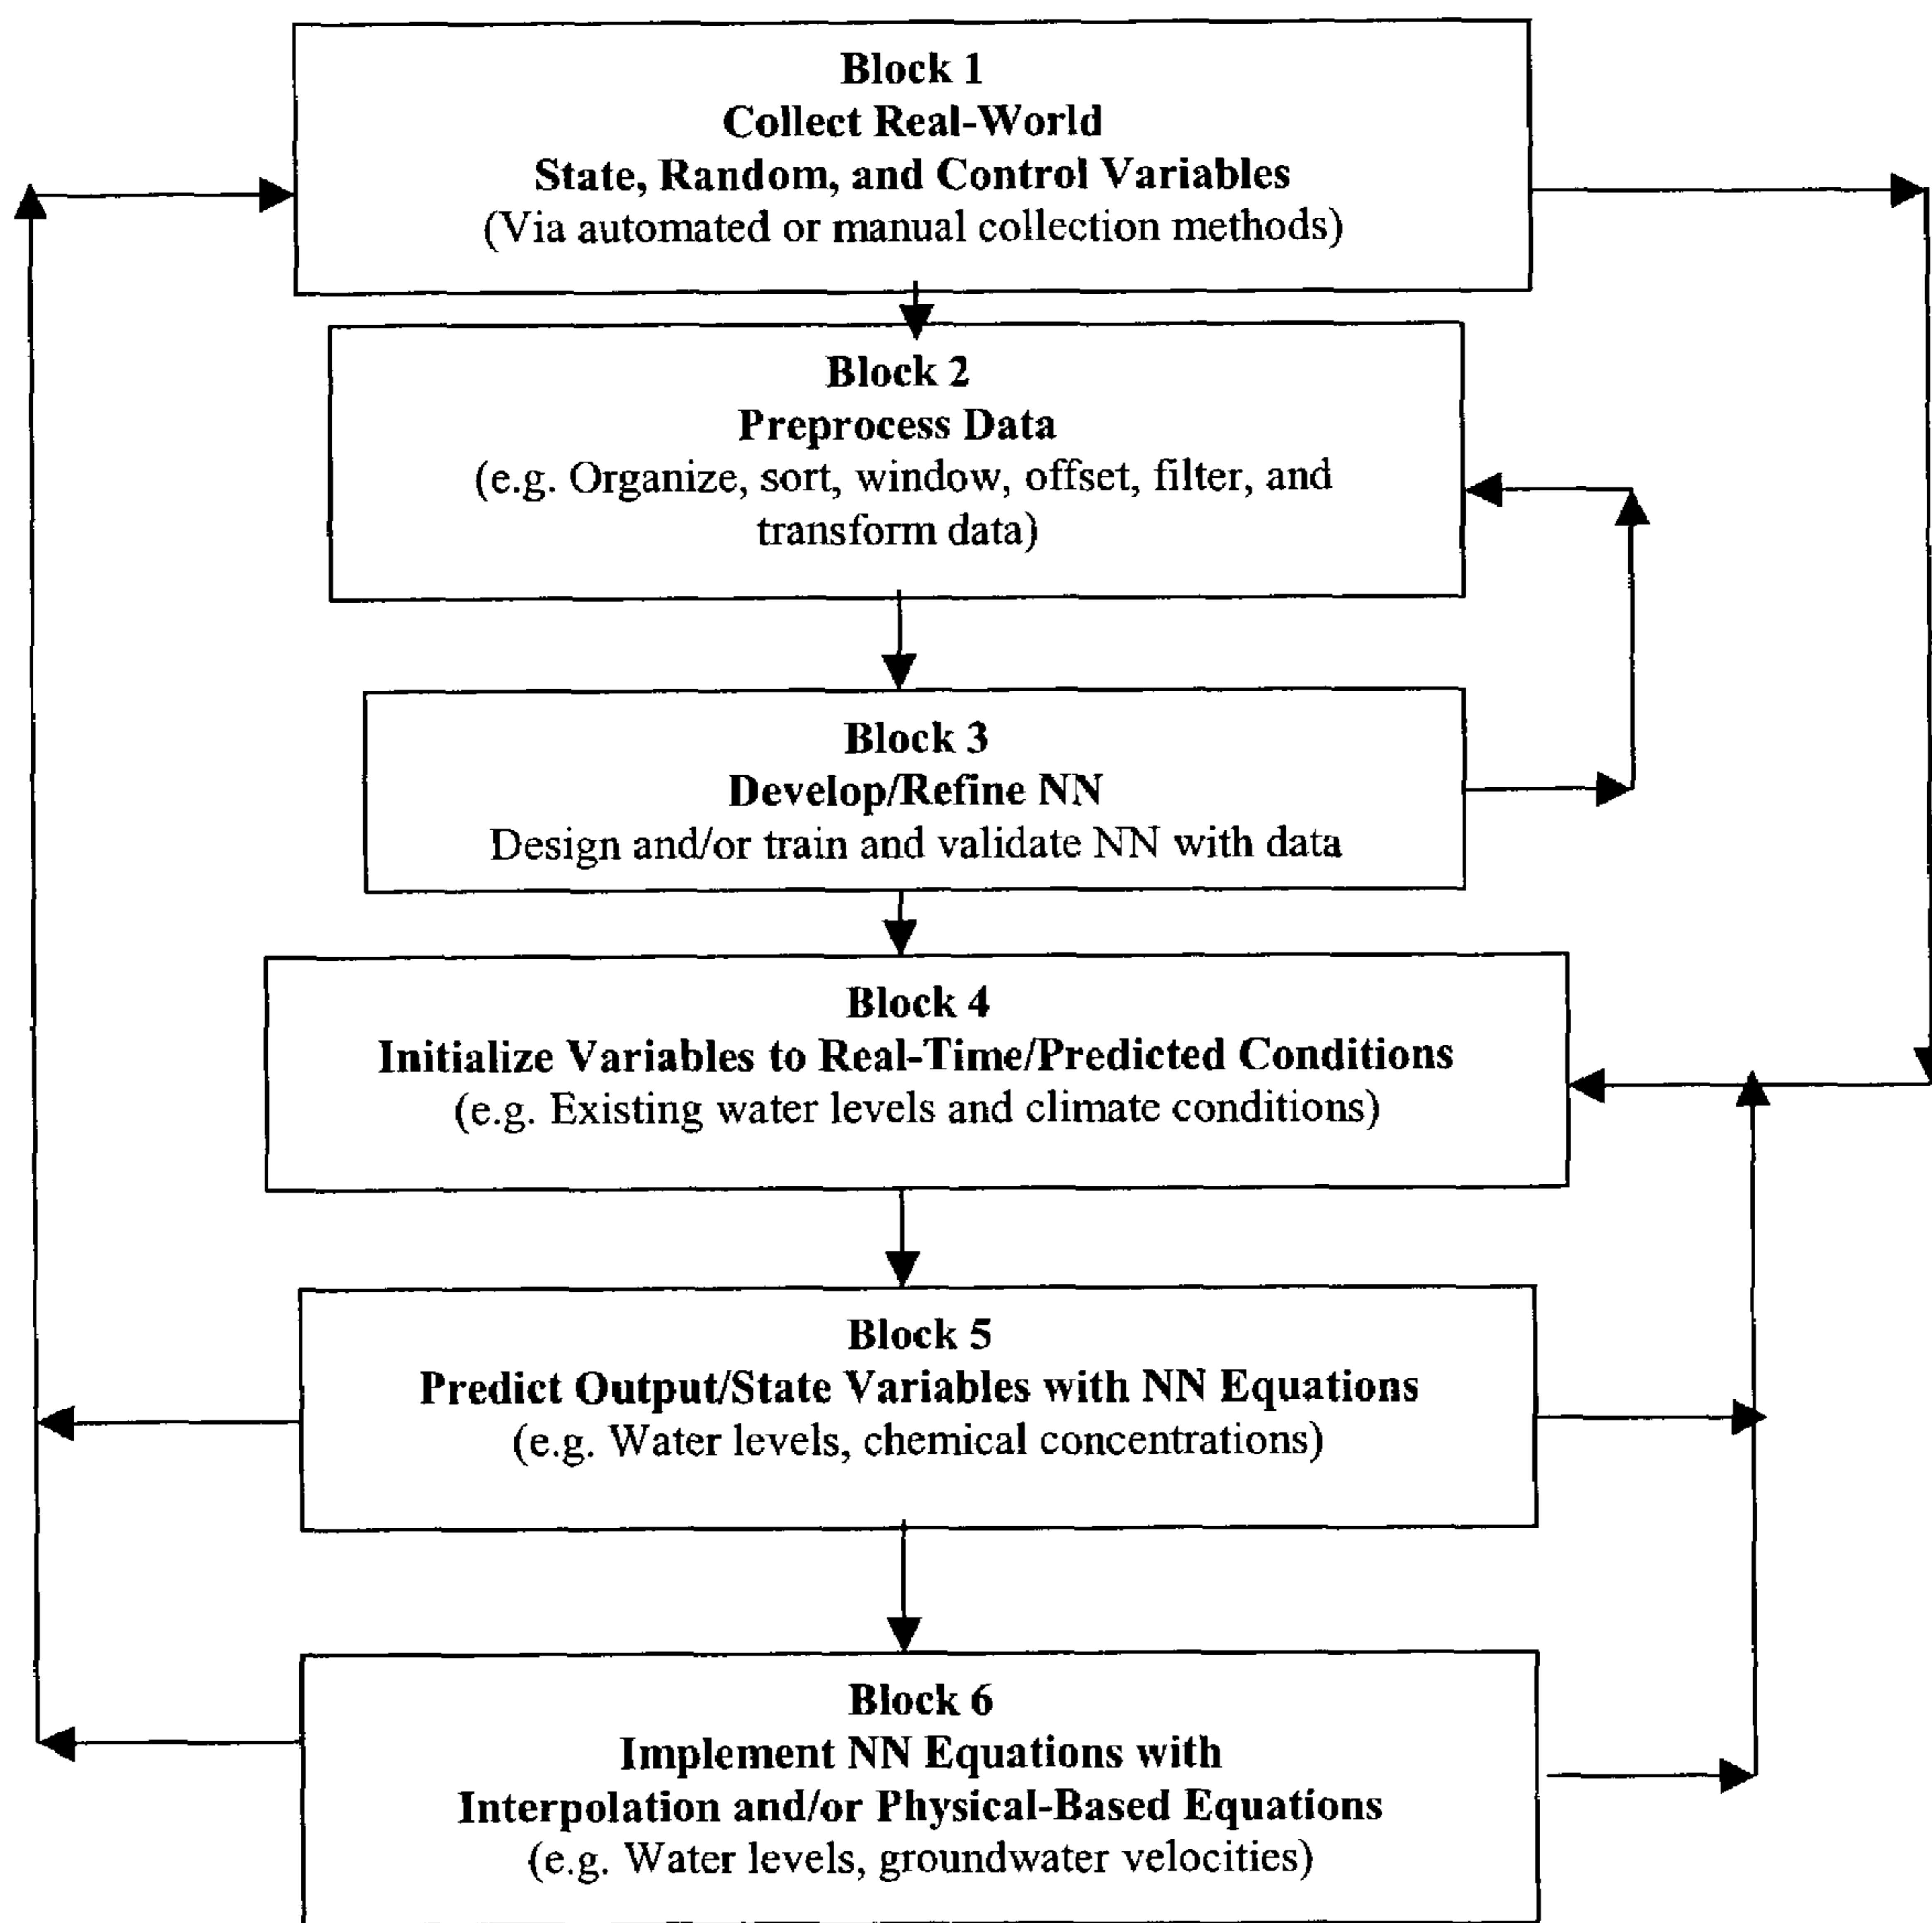 Block 1
Collect Real-World
State, Random, and Control Variables
(Via automated or manual collection methods)
Block 2
Preprocess Data
(e.g. Organize, sort, window, offset, filter, and
transform data)
Block 3
Develop/Refine NN
Design and/or train and validate NN with data
Block 4
Initialize Variables to Real-Time/Predicted Conditions
(e.g. Existing water levels and climate conditions)
Block 5
Predict Output/State Variables with NN Equations
(e.g. Water levels, chemical concentrations)
Block 6
Implement NN Equations with
Interpolation and/or Physical-Based Equations
(e.g. Water levels, groundwater velocities)